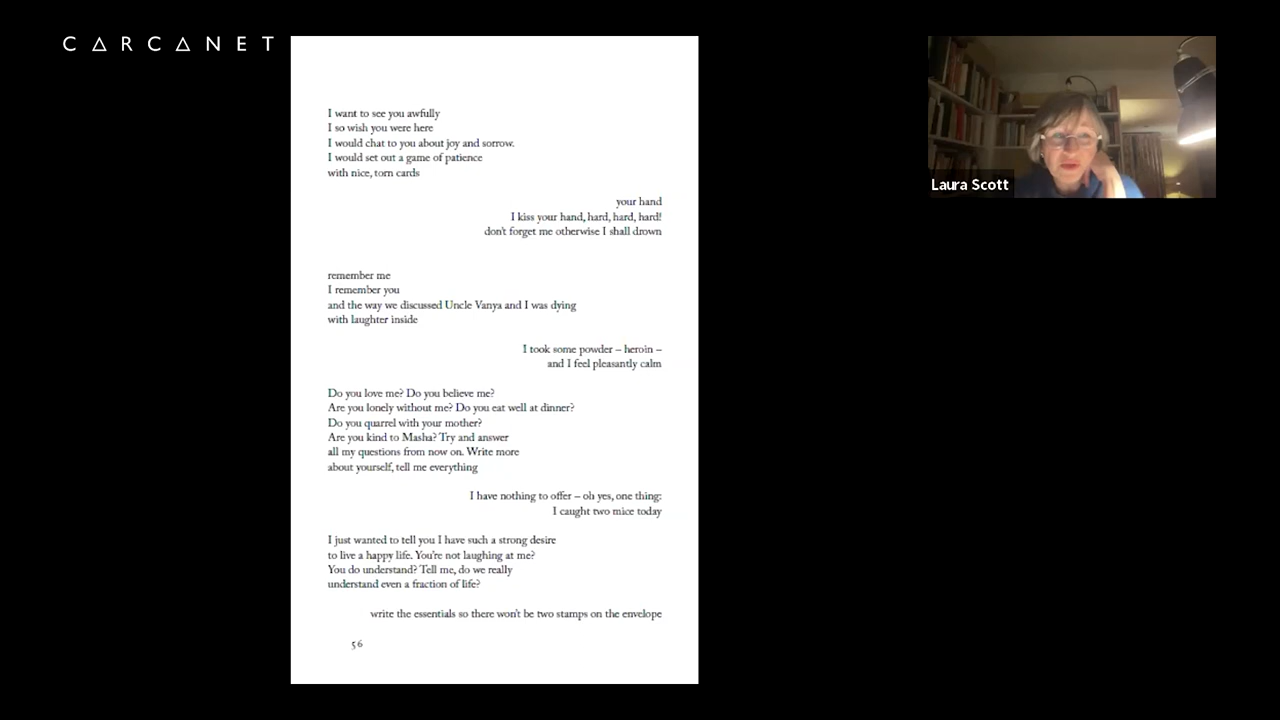 CARCANET
I want to see you awfully
I so wish you were here
I would chat to you about joy and sorrow.
I would set out a game of patience
with nice, torn cards
your hand
I kiss your hand, hard, hard, hard!
don't forget me otherwise I shall drown
remember me
I remember you
and the way we discussed Uncle Vanya and I was dying
with laughter inside
I took some powder – heroin –
and I feel pleasantly calm
Do you love me? Do you believe me?
Are you lonely without me? Do you eat well at dinner?
Do you quarrel with your mother?
Are you kind to Masha? Try and answer
all my questions from now on. Write more
about yourself, tell me everything
I have nothing to offer – oh yes, one thing:
I caught two mice today
I just wanted to tell you I have such a strong desire
to live a happy life. You're not laughing at me?
You do understand? Tell me, do we really
understand even a fraction of life?
write the essentials so there won't be two stamps on the envelope
56
Laura Scott